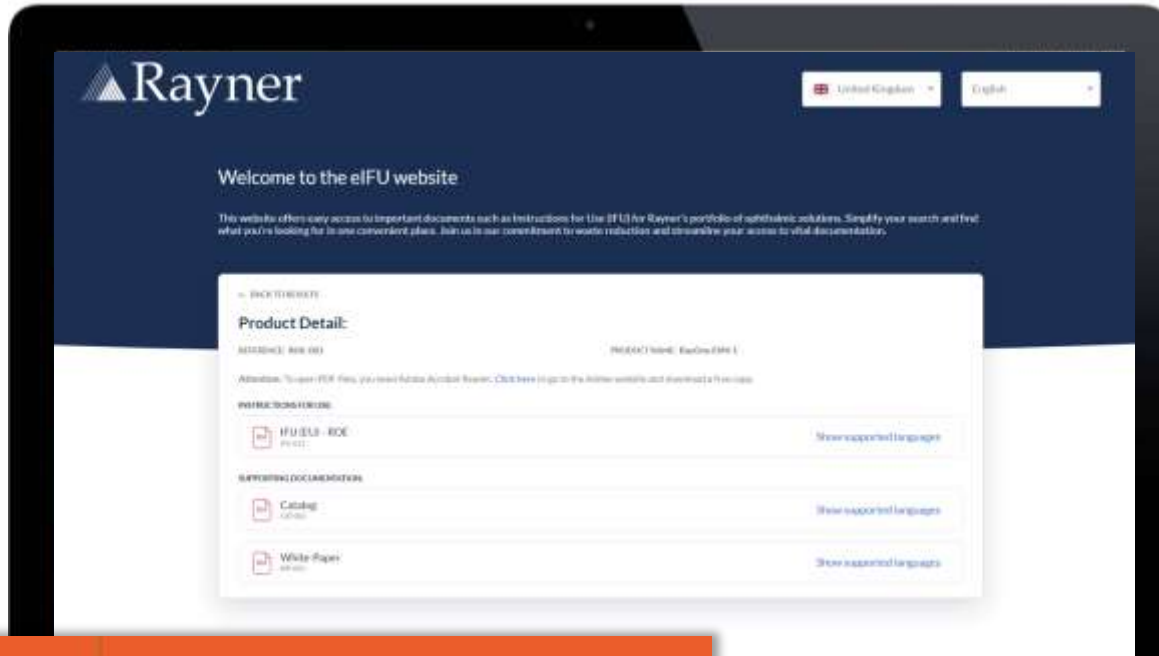 Rayner
United Kingdom
English
Welcome to the eIFU website
This website offers easy access to important documents such as Instructions for Use (IFU) for Rayner's portfolio of ophthalmic solutions. Simplify your search and find
what you're looking for in one convenient place. Join us in our commitment to waste reduction and streamline your access to vital documentation.
BACK TO RESULTS
Product Detail:
REFERENCE:
PRODUCT NAME: RayOne EMV
Attention: To open PDF files, you need Adobe Acrobat Reader. Click here to go to the Adobe website and download a free copy.
INSTRUCTIONS FOR USE
IFU (EU) - ROE
Show supported languages
SUPPORTING DOCUMENTATION
Catalog
Show supported languages
White-Paper
Show supported languages